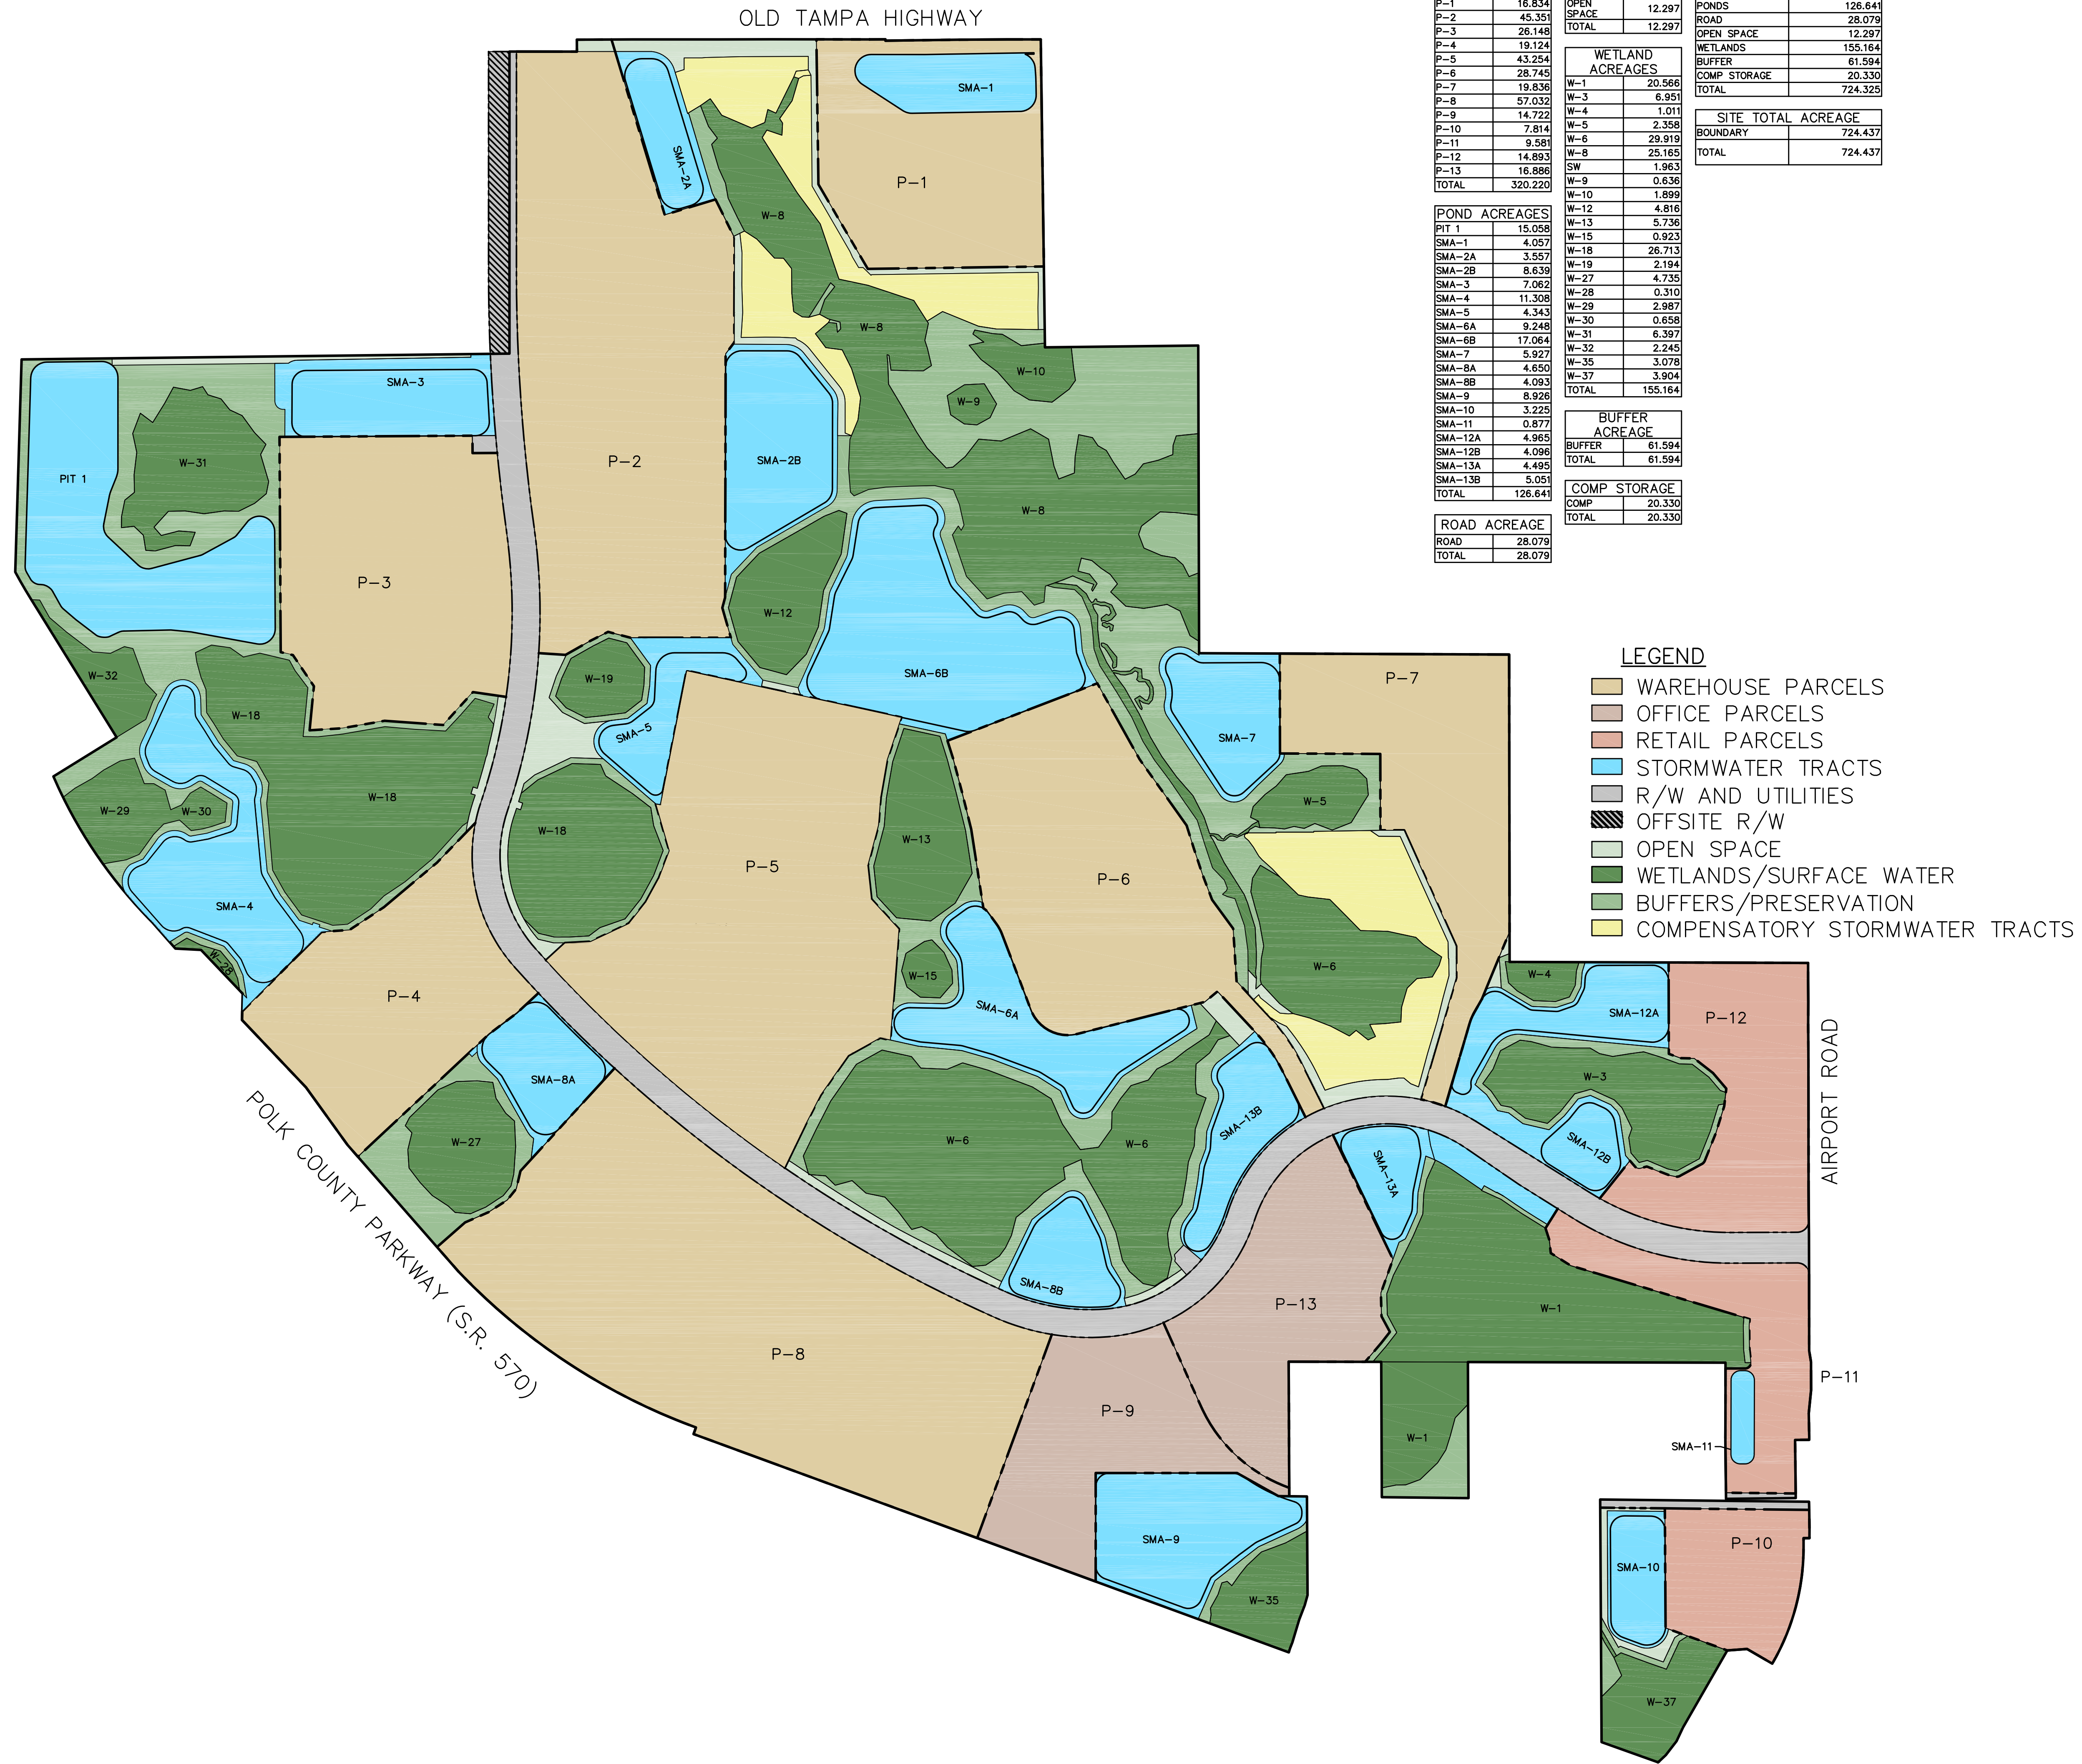 OLD TAMPA HIGHWAY
P-1 16.834
P-2 45.351
P-3 26.148
P-4 19.124
P-5 43.254
P-6 28.745
P-7 19.836
P-8 57.032
P-9 14.722
P-10 7.814
P-11 9.581
P-12 14.893
P-13 16.886
TOTAL 320.220
POND ACREAGES
PIT 1 15.058
SMA-1 4.057
SMA-2A 3.557
SMA-2B 8.639
SMA-3 7.062
SMA-4 11.308
SMA-5 4.343
SMA-6A 9.248
SMA-6B 17.064
SMA-7 5.927
SMA-8A 4.650
SMA-8B 4.093
SMA-9 8.926
SMA-10 3.225
SMA-11 0.877
SMA-12A 4.965
SMA-12B 4.096
SMA-13A 4.495
SMA-13B 5.051
TOTAL 126.641
ROAD ACREAGE
ROAD 28.079
TOTAL 28.079
OPEN
SPACE 12.297
TOTAL 12.297
WETLAND
ACREAGES
W-1 20.566
W-3 6.951
W-4 1.011
W-5 2.358
W-6 29.919
W-8 25.165
SW 1.963
W-9 0.636
W-10 1.899
W-12 4.816
W-13 5.736
W-15 0.923
W-18 26.713
W-19 2.194
W-27 4.735
W-28 0.310
W-29 2.987
W-30 0.658
W-31 6.397
W-32 2.245
W-35 3.078
W-37 3.904
TOTAL 155.164
BUFFER
ACREAGE
BUFFER 61.594
TOTAL 61.594
COMP STORAGE
COMP 20.330
TOTAL 20.330
PONDS 126.641
ROAD 28.079
OPEN SPACE 12.297
WETLANDS 155.164
BUFFER 61.594
COMP STORAGE 20.330
TOTAL 724.325
SITE TOTAL ACREAGE
BOUNDARY 724.437
TOTAL 724.437
SMA-1
SMA-2A
P-1
W-8
W-8
SMA-3
W-10
W-9
W-31
P-2
SMA-2B
PIT 1
W-8
P-3
W-12
W-32
W-19
SMA-6B
P-7
W-18
SMA-5
SMA-7
W-18
W-5
W-29
W-30
W-18
W-13
P-5
P-6
SMA-4
W-28
W-15
W-6
W-4
P-4
SMA-6A
SMA-12A
P-12
SMA-8A
W-3
W-27
W-6
W-6
SMA-13B
SMA-12B
SMA-13A
SMA-8B
P-13
W-1
P-8
P-11
P-9
W-1
SMA-11
SMA-9
P-10
SMA-10
W-35
W-37
LEGEND
WAREHOUSE PARCELS
OFFICE PARCELS
RETAIL PARCELS
STORMWATER TRACTS
R/W AND UTILITIES
OFFSITE R/W
OPEN SPACE
WETLANDS/SURFACE WATER
BUFFERS/PRESERVATION
COMPENSATORY STORMWATER TRACTS
AIRPORT ROAD
POLK COUNTY PARKWAY (S.R. 570)